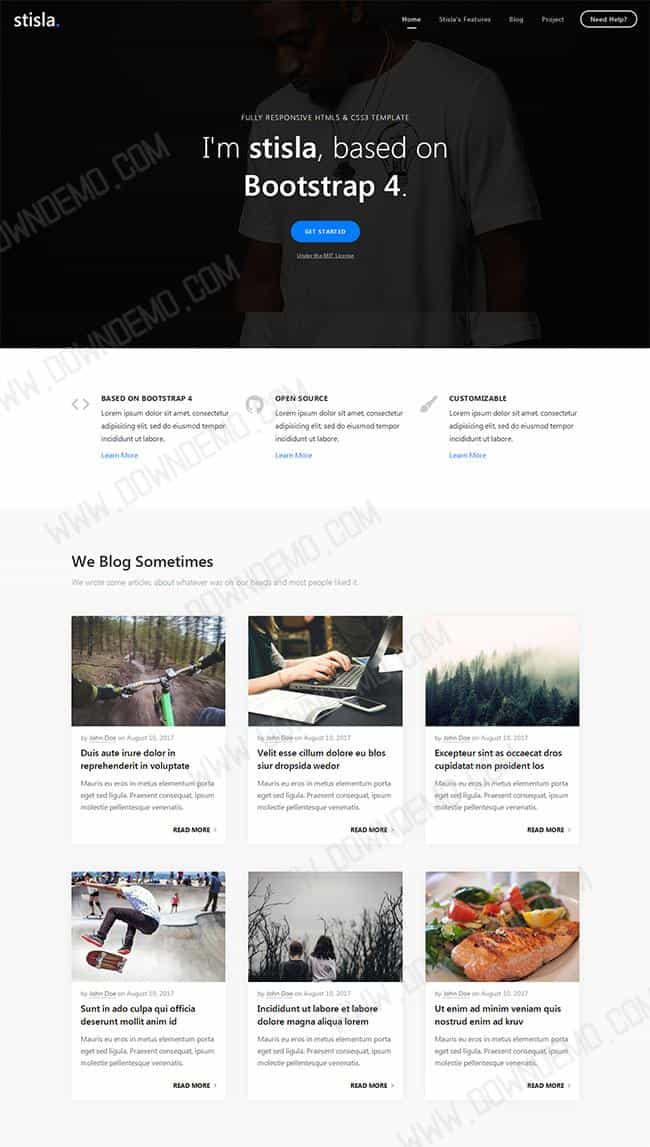 stisla.
Home Stisla's Features Blog Project Need Help?
FULLY RESPONSIVE HTML5 & CSS3 TEMPLATE
I'm stisla, based on
Bootstrap 4.
GET STARTED
Under the MIT License
BASED ON BOOTSTRAP 4
Lorem ipsum dolor sit amet, consectetur
adipisicing elit, sed do eiusmod tempor
incididunt ut labore.
Learn More
OPEN SOURCE
Lorem ipsum dolor sit amet, consectetur
adipisicing elit, sed do eiusmod tempor
incididunt ut labore.
Learn More
CUSTOMIZABLE
Lorem ipsum dolor sit amet, consectetur
adipisicing elit, sed do eiusmod tempor
incididunt ut labore.
Learn More
We Blog Sometimes
We wrote some articles about whatever was on our heads and most people liked it.
by John Doe on August 10, 2017
Duis aute irure dolor in
reprehenderit in voluptate
Mauris eu eros in metus elementum porta
eget sed ligula. Praesent consequat, ipsum
molestie pellentesque venenatis.
READ MORE >
by John Doe on August 10, 2017
Velit esse cillum dolore eu blos
siur dropsida wedor
Mauris eu eros in metus elementum porta
eget sed ligula. Praesent consequat, ipsum
molestie pellentesque venenatis.
READ MORE >
by John Doe on August 10, 2017
Excepteur sint as occaecat dros
cupidatat non proident los
Mauris eu eros in metus elementum porta
eget sed ligula. Praesent consequat, ipsum
molestie pellentesque venenatis.
READ MORE >
by John Doe on August 10, 2017
Sunt in ado culpa qui officia
deserunt mollit anim id
Mauris eu eros in metus elementum porta
eget sed ligula. Praesent consequat, ipsum
molestie pellentesque venenatis.
READ MORE >
by John Doe on August 10, 2017
Incididunt ut labore et labore
dolore magna aliqua lorem
Mauris eu eros in metus elementum porta
eget sed ligula. Praesent consequat, ipsum
molestie pellentesque venenatis.
READ MORE >
by John Doe on August 10, 2017
Ut enim ad minim veniam quis
nostrud enim ad kruv
Mauris eu eros in metus elementum porta
eget sed ligula. Praesent consequat, ipsum
molestie pellentesque venenatis.
READ MORE >
WWW.DOWNDEMO.COM
WWW.DOWNDEMO.COM
WWW.DOWNDEMO.COM
WWW.DOWNDEMO.COM
WWW.DOWNDEMO.COM